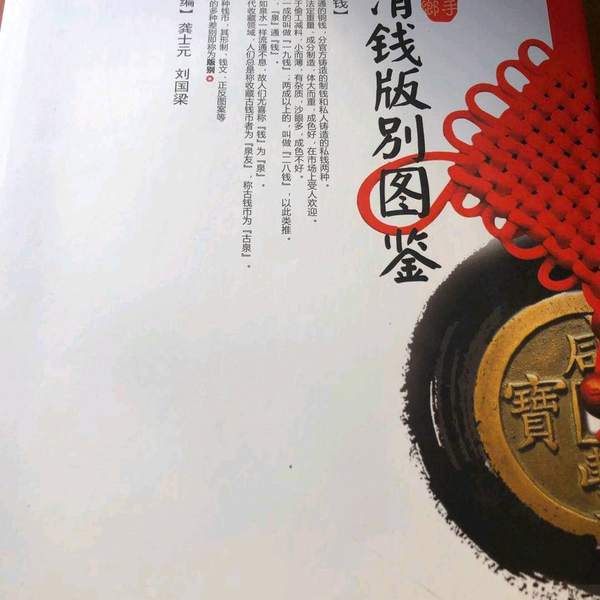 清钱版别图鉴
钱】
通的铜钱，分官方铸造的制钱和私人铸造的私钱两种。
法定重量、成分制造，体大而重，成色好，在市场上受人欢迎。
于偷工减料，小而薄，有杂质，沙眼多，成色不好。
一成的叫做『一九钱』；两成以上的，叫做『二八钱』，以此类推。
『泉』通『钱』。
如泉水一样流通不息，故人们尤喜称『钱』为『泉』。
代收藏领域，人们总是称收藏古钱币者为『泉友』，称古钱币为『古泉』。
种钱币，其形制、钱文、正反图案等
的多种差别即称为版别
编】 龚士元 刘国梁
手
咸
寶